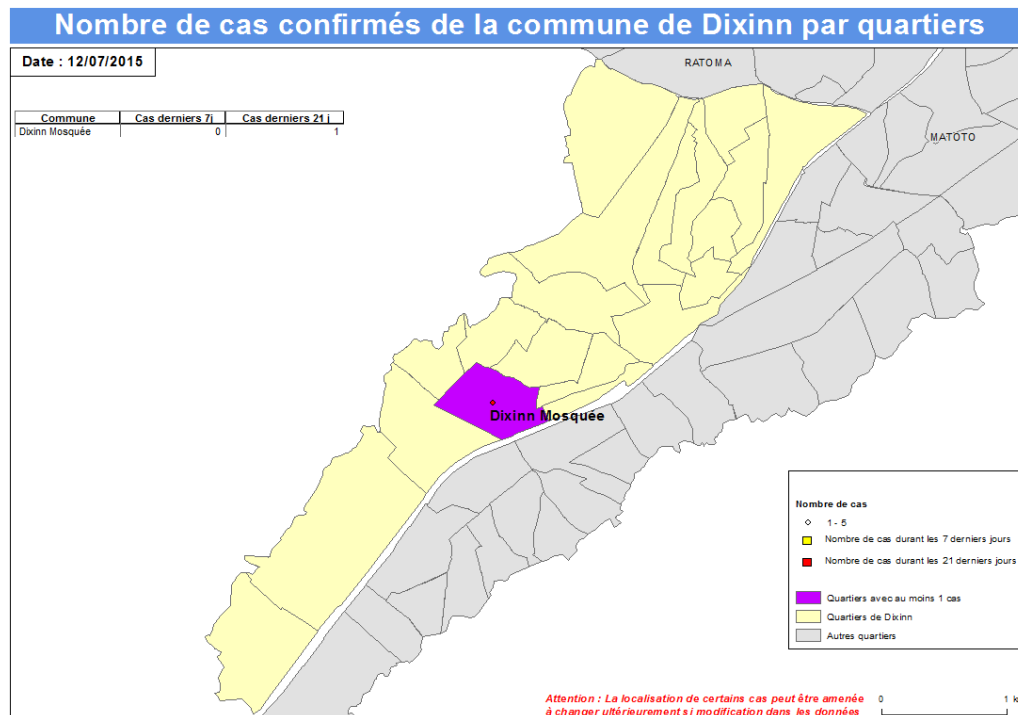 Nombre de cas confirmés de la commune de Dixinn par quartiers
Date : 12/07/2015
RATOMA
Commune Cas derniers 7j Cas derniers 21 j
Dixinn Mosquée 0 1
MATOTO
Dixinn Mosquée
Nombre de cas
1 - 5
Nombre de cas durant les 7 derniers jours
Nombre de cas durant les 21 derniers jours
Quartiers avec au moins 1 cas
Quartiers de Dixinn
Autres quartiers
Attention : La localisation de certains cas peut être amenée
à changer ultérieurement si modification dans les données
0 1 k